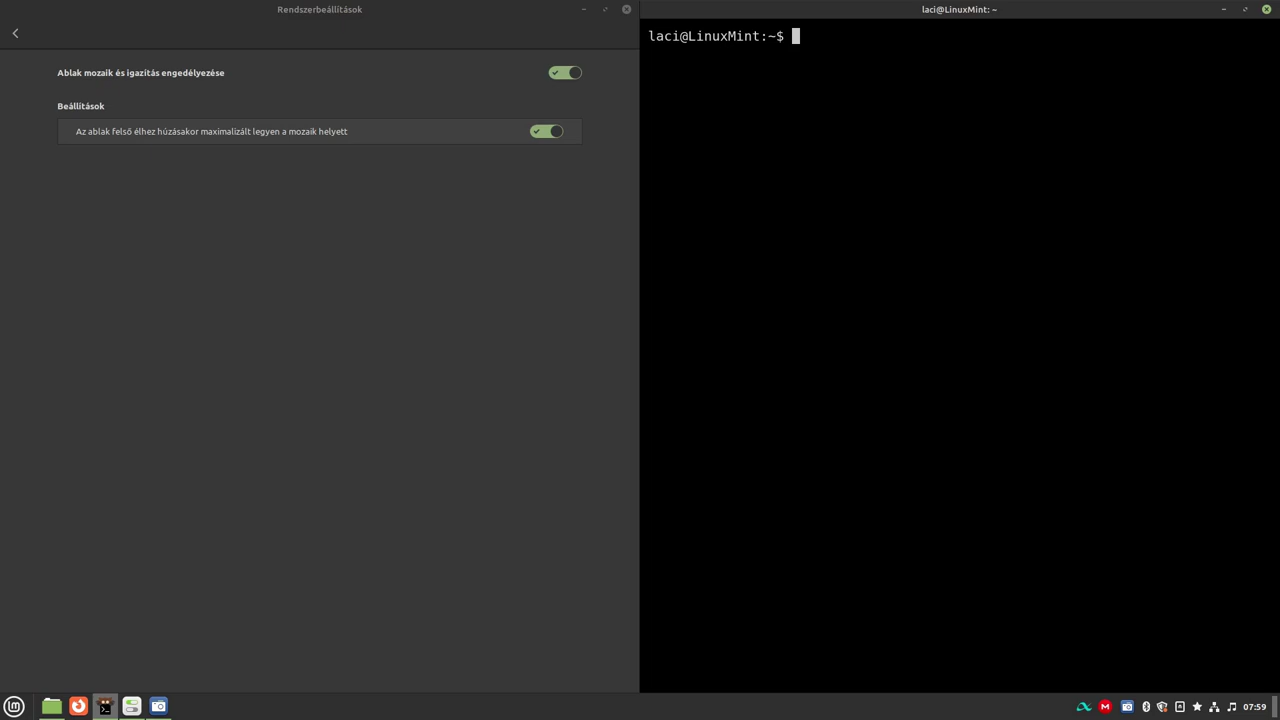 Rendszerbeállítások
Ablak mozaik és igazítás engedélyezése
Beállítások
Az ablak felső élhez húzásakor maximalizált legyen a mozaik helyett
laci@LinuxMint: ~
laci@LinuxMint:~$
07:59